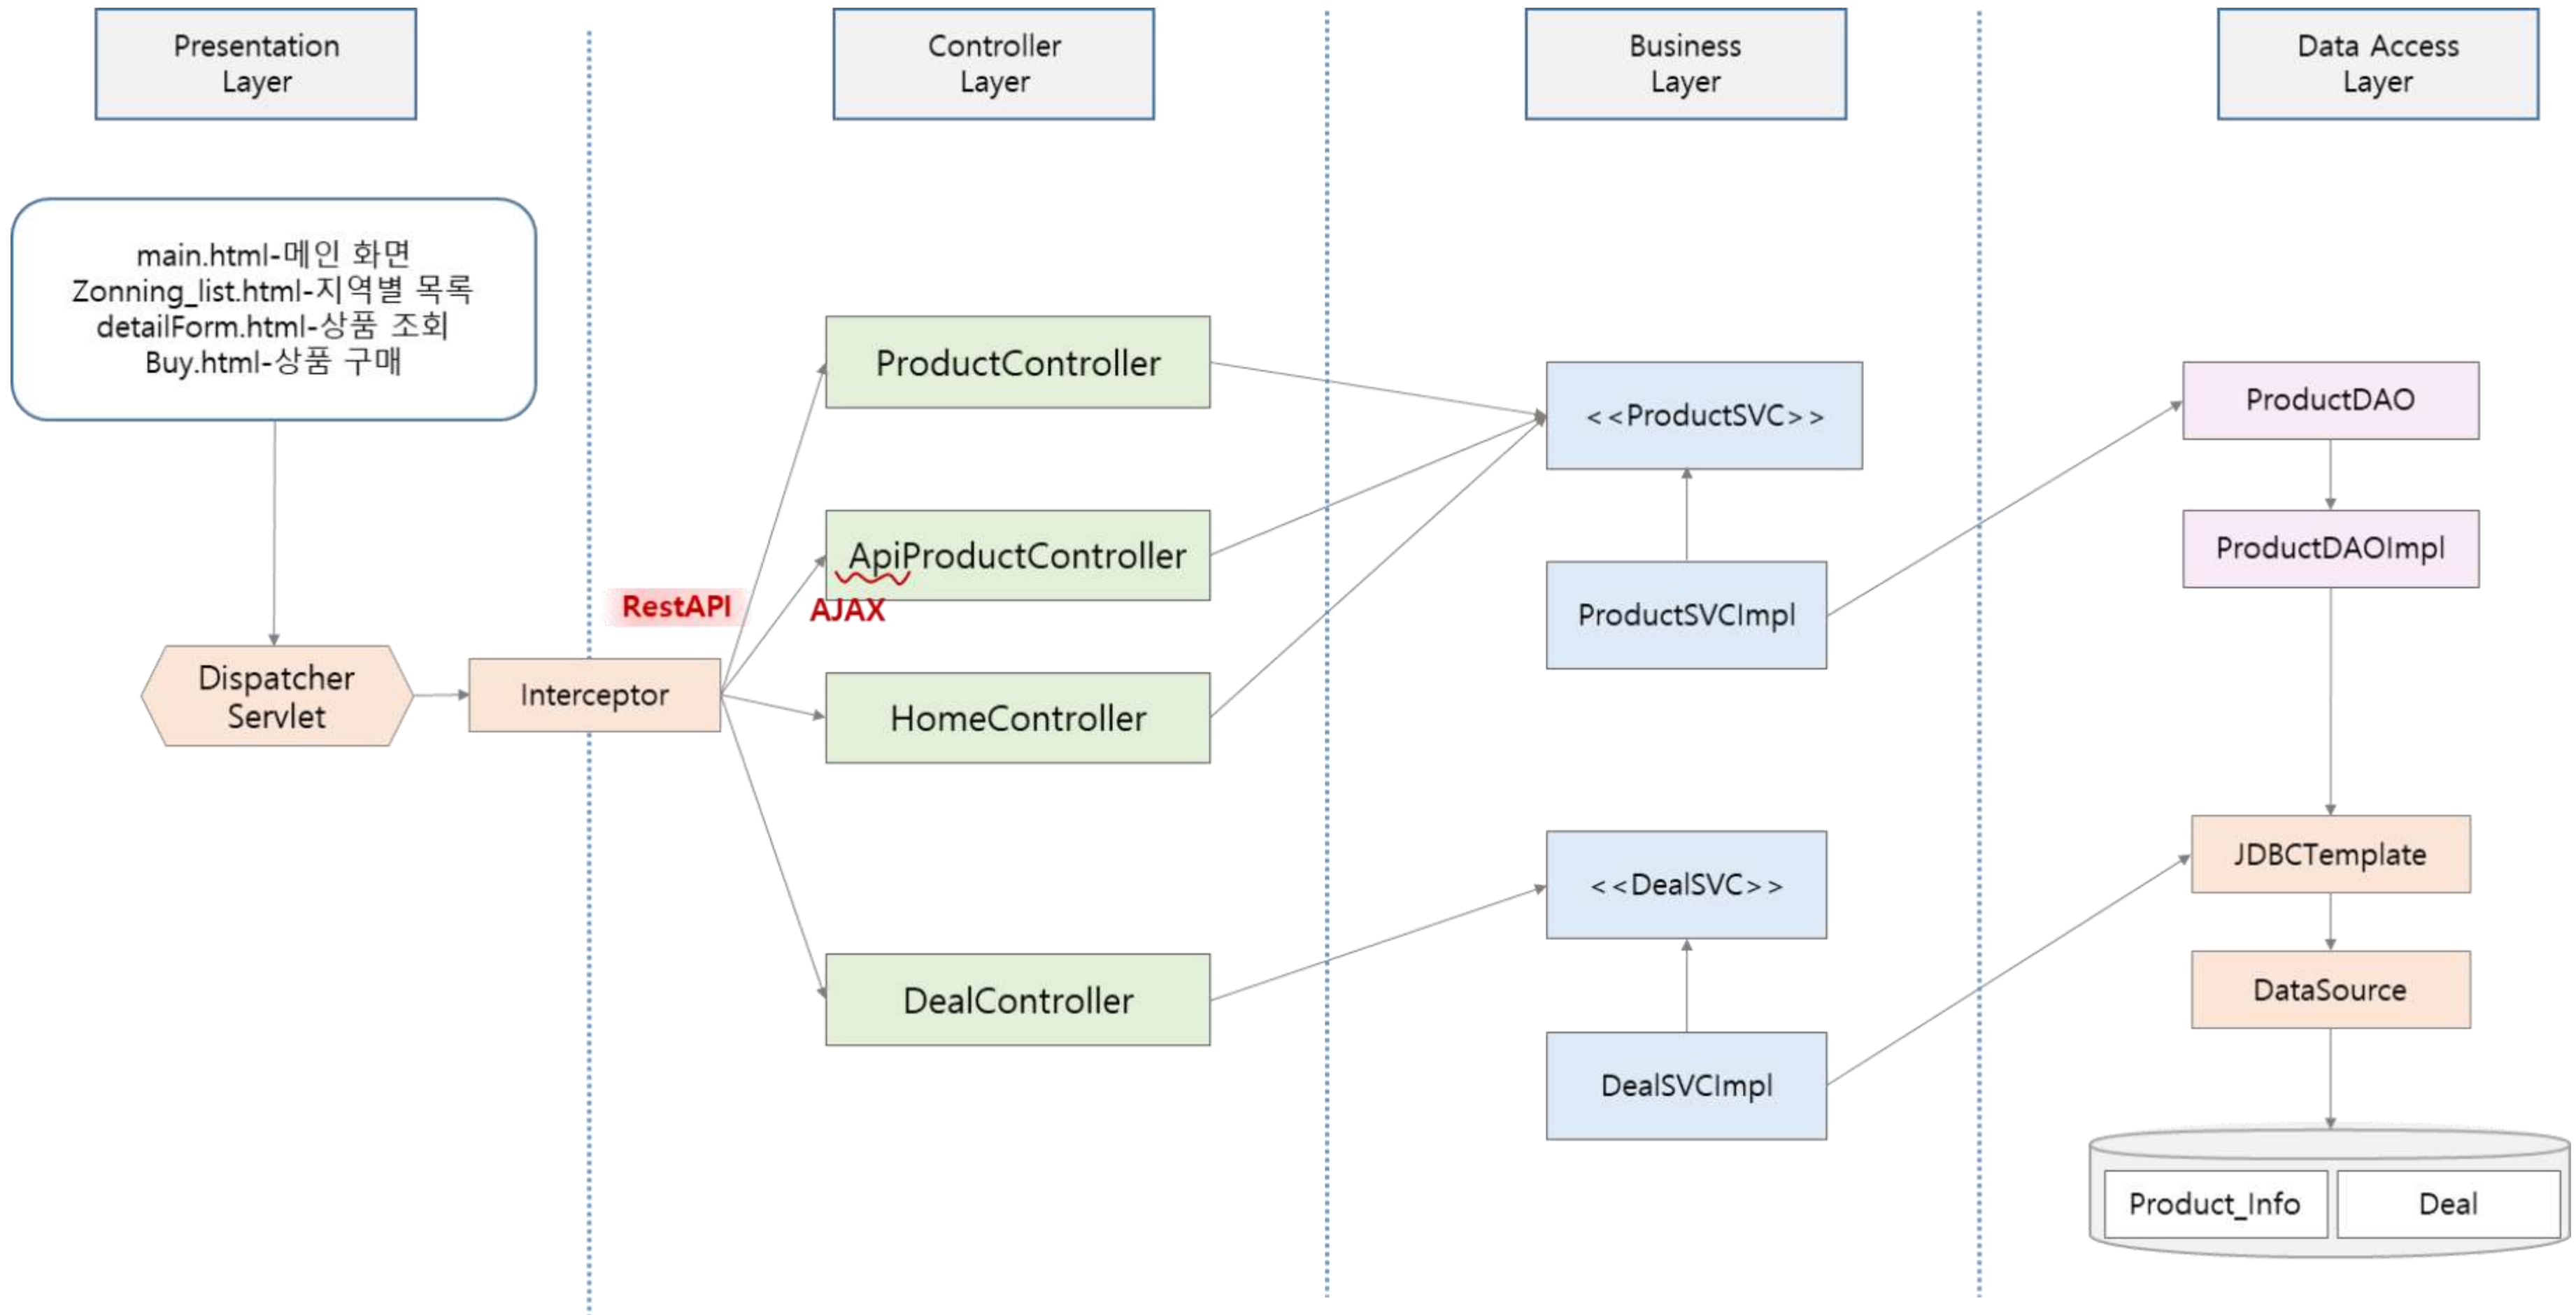 Presentation
Layer
Controller
Layer
Business
Layer
Data Access
Layer
main.html-메인 화면
Zonning_list.html-지역별 목록
detailForm.html-상품 조회
Buy.html-상품 구매
Dispatcher
Servlet
Interceptor
RestAPI
ProductController
ApiProductController
AJAX
HomeController
DealController
<<ProductSVC>>
ProductSVCImpl
<<DealSVC>>
DealSVCImpl
ProductDAO
ProductDAOImpl
JDBCTemplate
DataSource
Product_Info
Deal